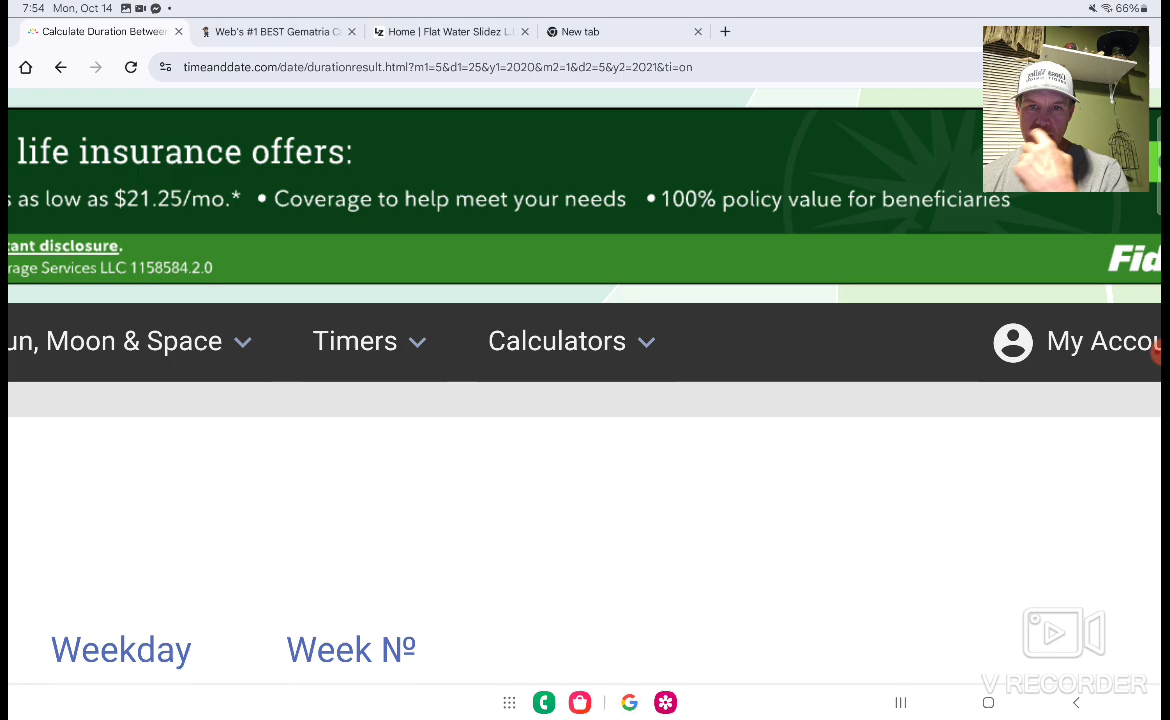 7:54 Mon, Oct 14
66%
Calculate Duration Between
Web's #1 BEST Gematria Ca
Home | Flat Water Slidez L.L
New tab
timeanddate.com/date/durationresult.html?m1=5&d1=25&y1=2020&m2=1&d2=5&y2=2021&ti=on
life insurance offers:
s as low as $21.25/mo.* • Coverage to help meet your needs • 100% policy value for beneficiaries
tant disclosure.
rage Services LLC 1158584.2.0
Fid
un, Moon & Space
Timers
Calculators
My Accou
Weekday
Week Nº
V RECORDER